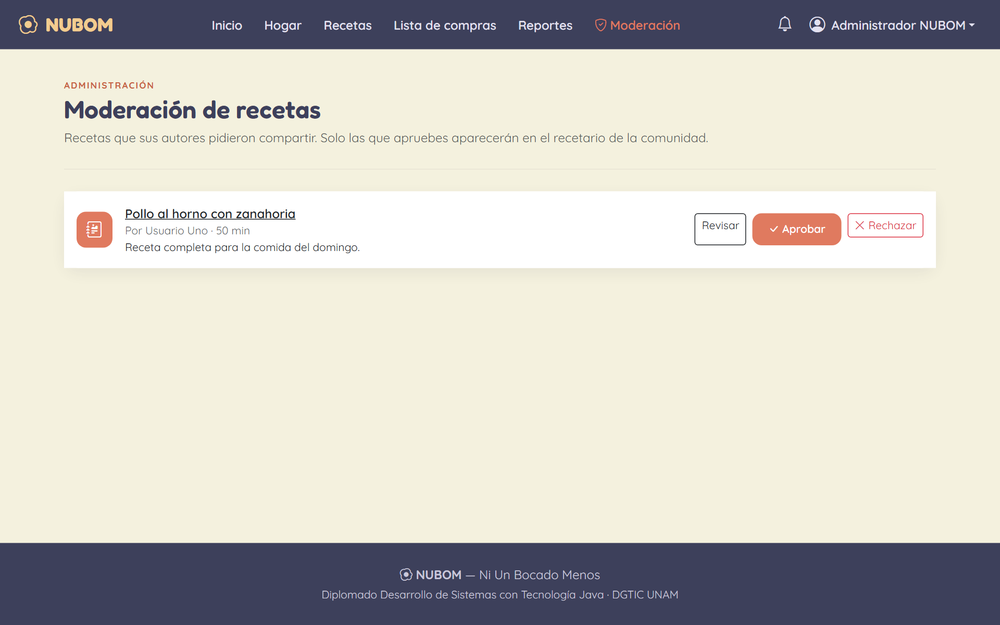 NUBOM Inicio Hogar Recetas Lista de compras Reportes Moderación Administrador NUBOM
ADMINISTRACIÓN
Moderación de recetas
Recetas que sus autores pidieron compartir. Solo las que apruebes aparecerán en el recetario de la comunidad.
Pollo al horno con zanahoria
Por Usuario Uno · 50 min
Receta completa para la comida del domingo.
Revisar Aprobar Rechazar
NUBOM — Ni Un Bocado Menos
Diplomado Desarrollo de Sistemas con Tecnología Java · DGTIC UNAM